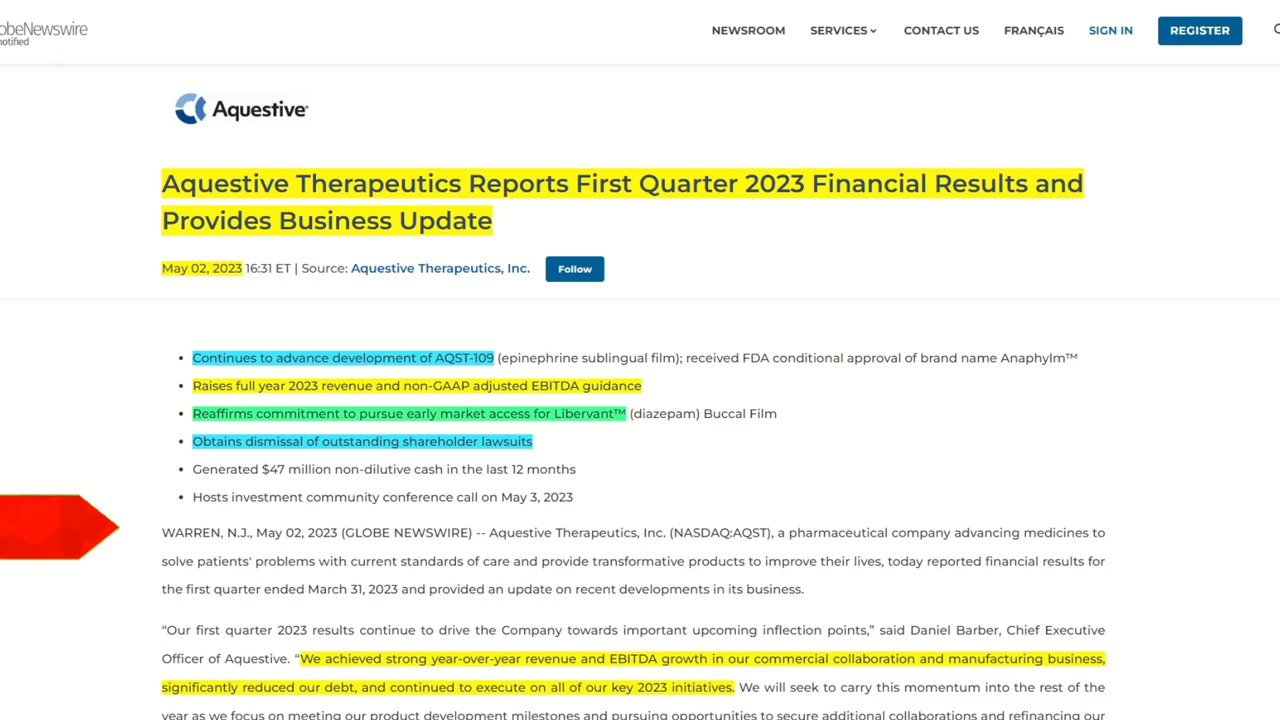 obeNewswire
notified
NEWSROOM SERVICES CONTACT US FRANÇAIS SIGN IN REGISTER
Aquestive®
Aquestive Therapeutics Reports First Quarter 2023 Financial Results and
Provides Business Update
May 02, 2023 16:31 ET | Source: Aquestive Therapeutics, Inc. Follow
• Continues to advance development of AQST-109 (epinephrine sublingual film); received FDA conditional approval of brand name Anaphylm™
• Raises full year 2023 revenue and non-GAAP adjusted EBITDA guidance
• Reaffirms commitment to pursue early market access for Libervant™ (diazepam) Buccal Film
• Obtains dismissal of outstanding shareholder lawsuits
• Generated $47 million non-dilutive cash in the last 12 months
• Hosts investment community conference call on May 3, 2023
WARREN, N.J., May 02, 2023 (GLOBE NEWSWIRE) -- Aquestive Therapeutics, Inc. (NASDAQ:AQST), a pharmaceutical company advancing medicines to
solve patients' problems with current standards of care and provide transformative products to improve their lives, today reported financial results for
the first quarter ended March 31, 2023 and provided an update on recent developments in its business.
“Our first quarter 2023 results continue to drive the Company towards important upcoming inflection points,” said Daniel Barber, Chief Executive
Officer of Aquestive. “We achieved strong year-over-year revenue and EBITDA growth in our commercial collaboration and manufacturing business,
significantly reduced our debt, and continued to execute on all of our key 2023 initiatives. We will seek to carry this momentum into the rest of the
year as we focus on meeting our product development milestones and pursuing opportunities to secure additional collaborations and refinancing our